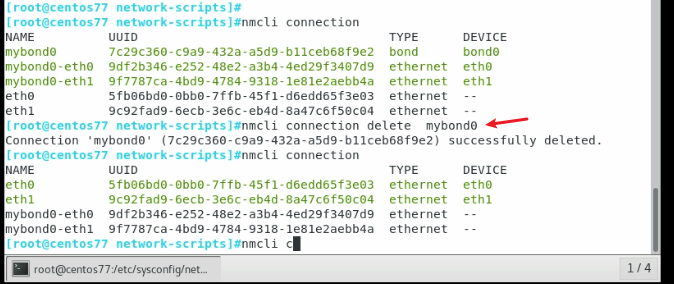 [root@centos77 network-scripts]#
[root@centos77 network-scripts]#nmcli connection
NAME UUID TYPE DEVICE
mybond0 7c29c360-c9a9-432a-a5d9-b11ceb68f9e2 bond bond0
mybond0-eth0 9df2b346-e252-48e2-a3b4-4ed29f3407d9 ethernet eth0
mybond0-eth1 9f7787ca-4bd9-4784-9318-1e81e2aebb4a ethernet eth1
eth0 5fb06bd0-0bb0-7ffb-45f1-d6edd65f3e03 ethernet --
eth1 9c92fad9-6ecb-3e6c-eb4d-8a47c6f50c04 ethernet --
[root@centos77 network-scripts]#nmcli connection delete  mybond0
Connection 'mybond0' (7c29c360-c9a9-432a-a5d9-b11ceb68f9e2) successfully deleted.
[root@centos77 network-scripts]#nmcli connection
NAME UUID TYPE DEVICE
eth0 5fb06bd0-0bb0-7ffb-45f1-d6edd65f3e03 ethernet eth0
eth1 9c92fad9-6ecb-3e6c-eb4d-8a47c6f50c04 ethernet eth1
mybond0-eth0 9df2b346-e252-48e2-a3b4-4ed29f3407d9 ethernet --
mybond0-eth1 9f7787ca-4bd9-4784-9318-1e81e2aebb4a ethernet --
[root@centos77 network-scripts]#nmcli c
root@centos77:/etc/sysconfig/net...
1 / 4